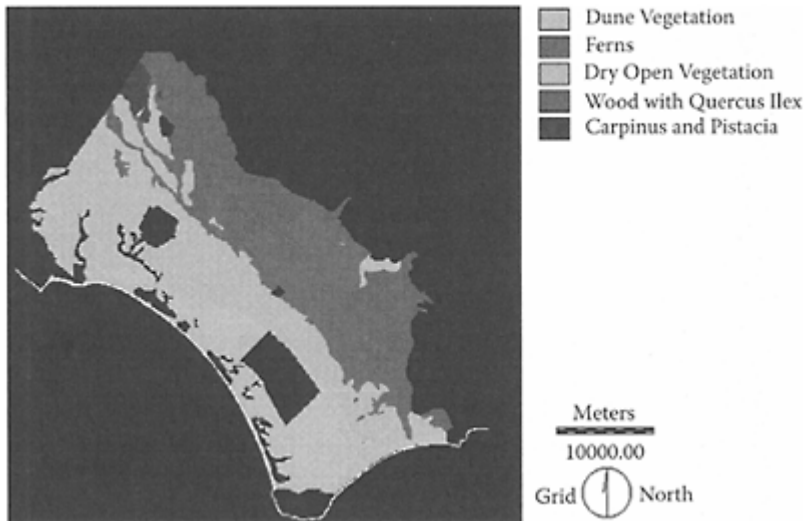 Dune Vegetation
Ferns
Dry Open Vegetation
Wood with Quercus Ilex
Carpinus and Pistacia
Meters
10000.00
Grid North